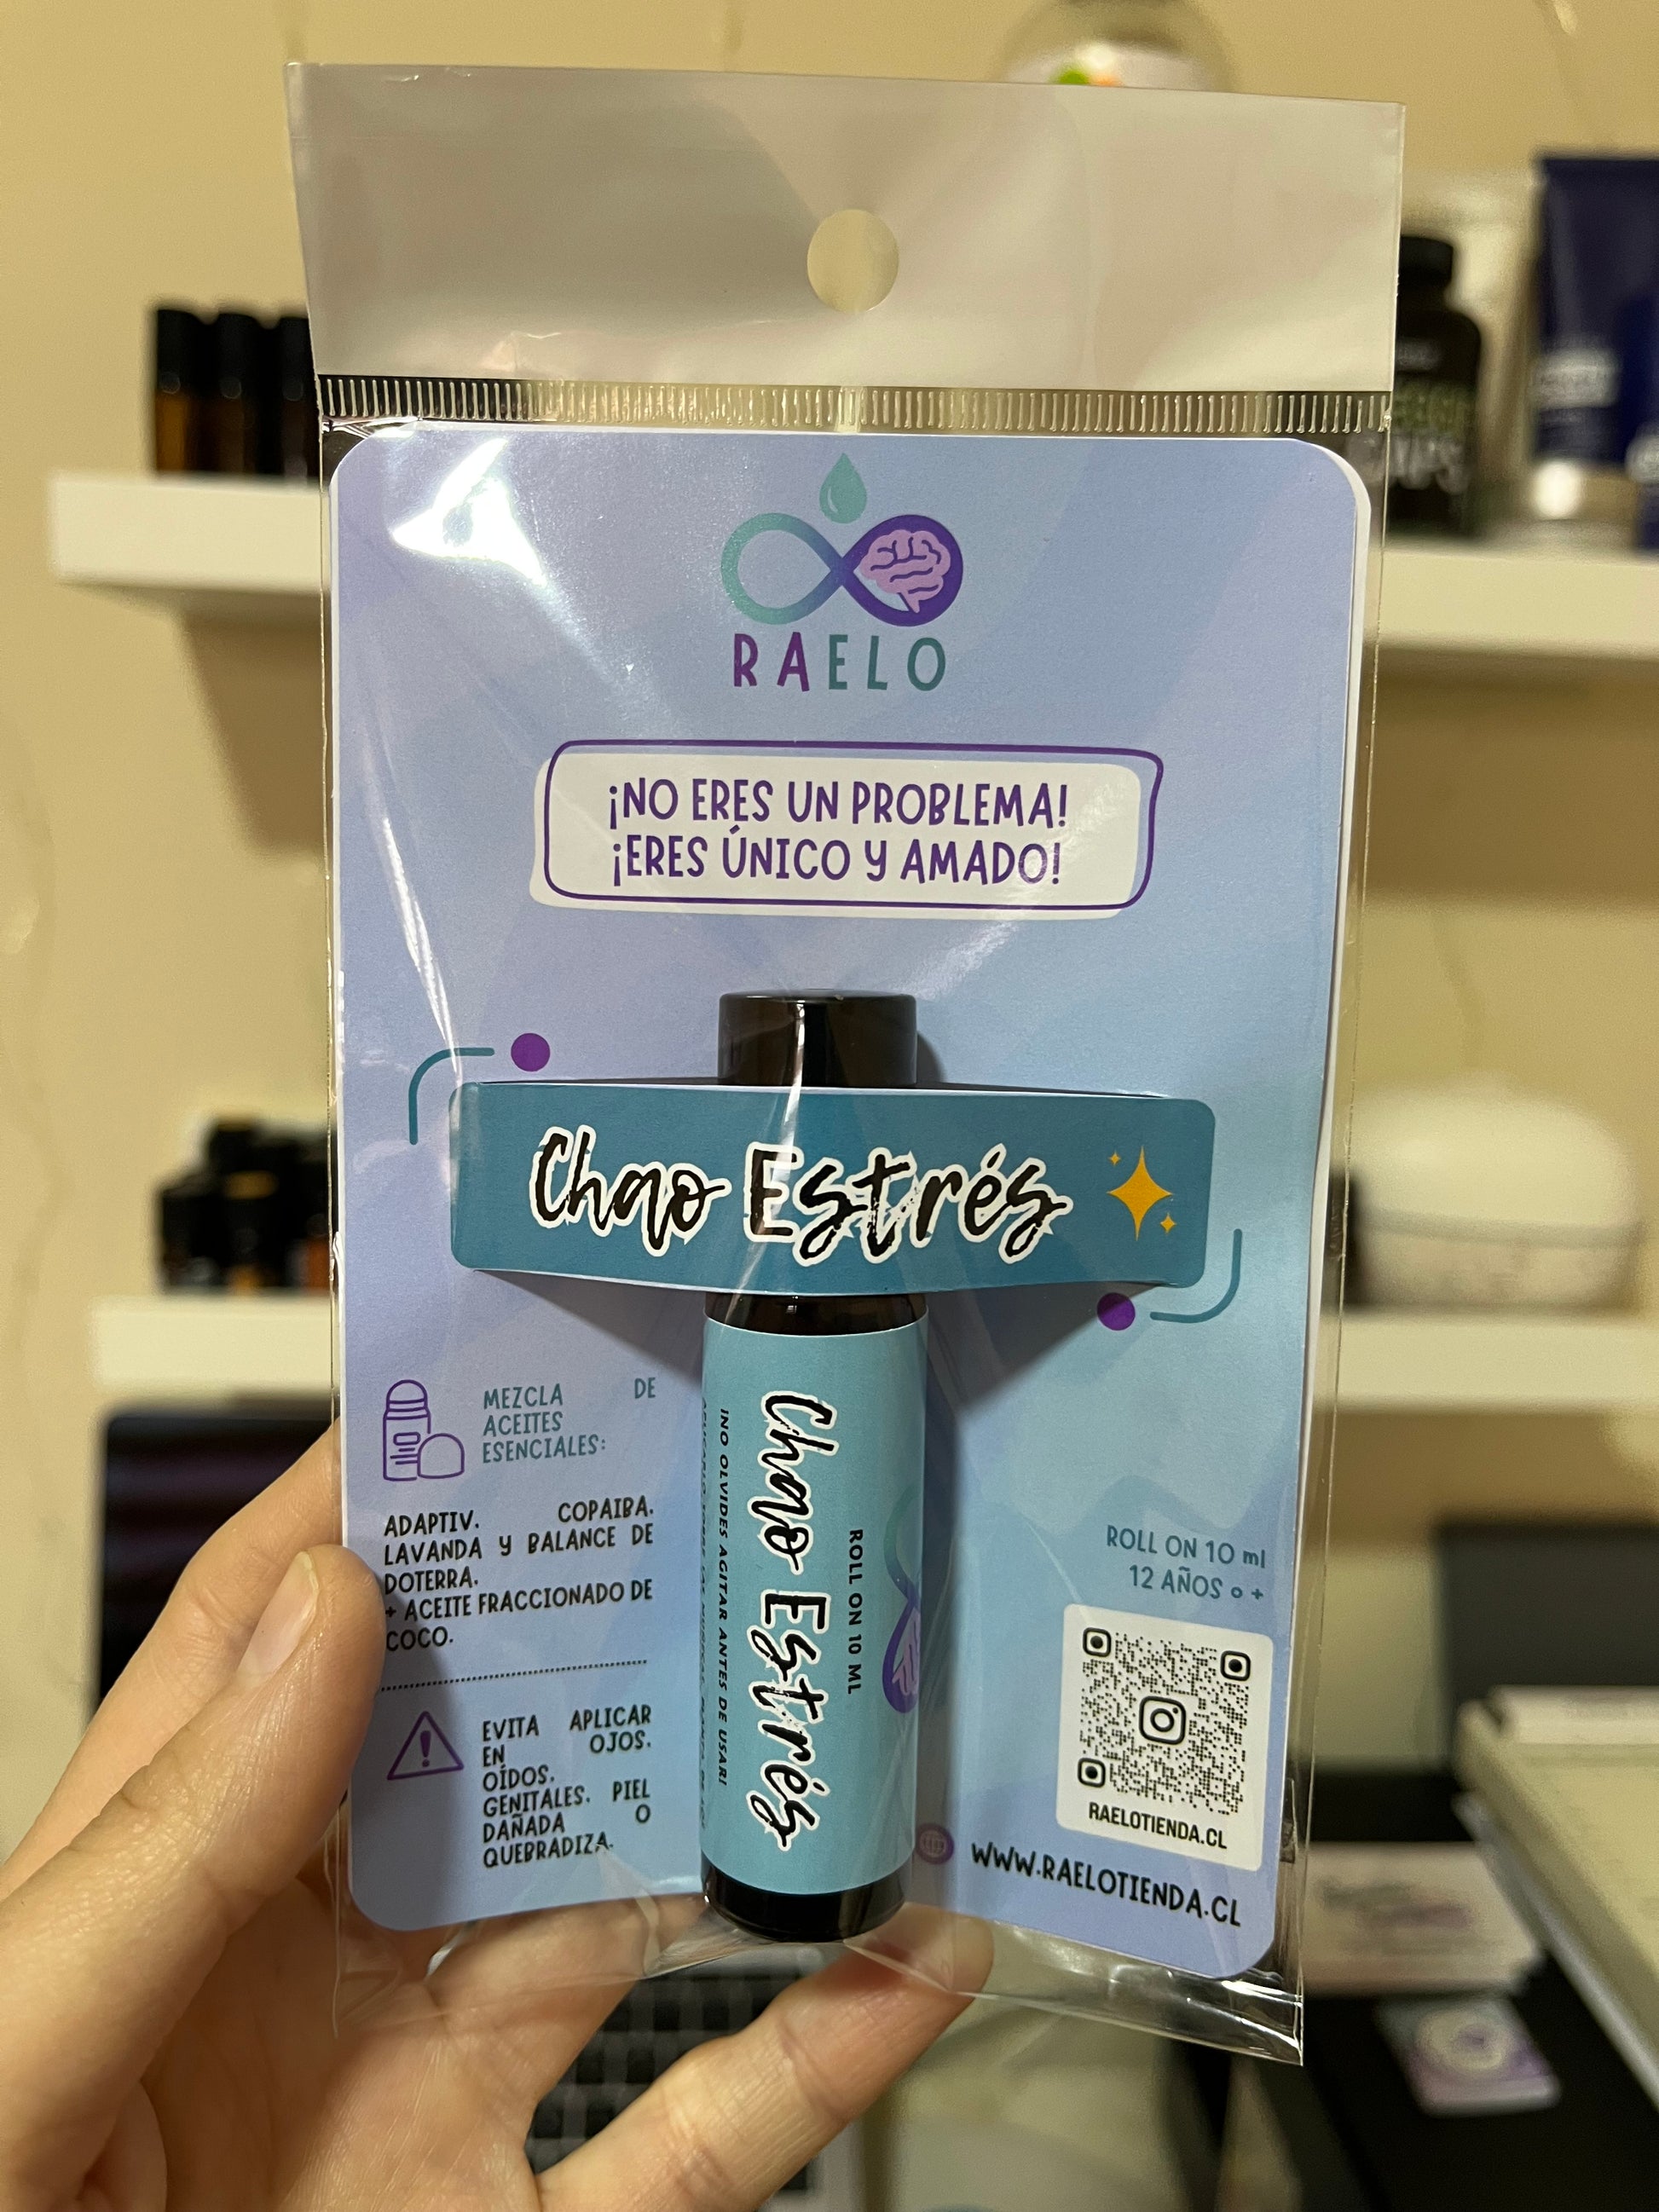 RAELO
¡NO ERES UN PROBLEMA!
¡ERES ÚNICO Y AMADO!
Chao Estrés
MEZCLA DE
ACEITES
ESENCIALES:
ADAPTIV. COPAIBA.
LAVANDA Y BALANCE DE
DOTERRA.
+ ACEITE FRACCIONADO DE
COCO.
EVITA APLICAR
EN OJOS.
OÍDOS.
GENITALES. PIEL
DAÑADA O
QUEBRADIZA.
ROLL ON 10 ML
Chao Estrés
!NO OLVIDES AGITAR ANTES DE USAR!
ROLL ON 10 ml
12 AÑOS o +
RAELOTIENDA.CL
WWW.RAELOTIENDA.CL